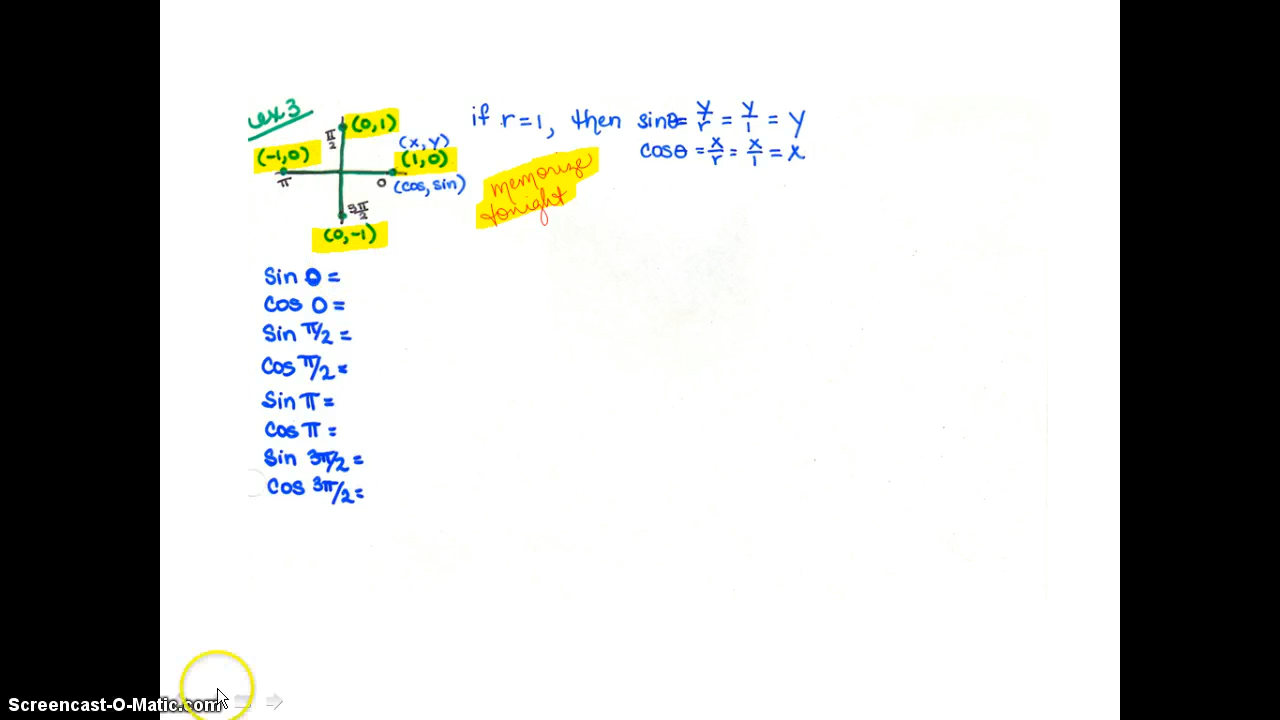 ex 3
(0, 1)
π/2
(x, y)
(-1, 0)
(1, 0)
π
0
(cos, sin)
3π/2
(0, -1)
if r = 1, then sinθ = y/r = y/1 = y
cosθ = x/r = x/1 = x
memorize
tonight
Sin 0 =
Cos 0 =
Sin π/2 =
Cos π/2 =
Sin π =
Cos π =
Sin 3π/2 =
Cos 3π/2 =
Screencast-O-Matic.com